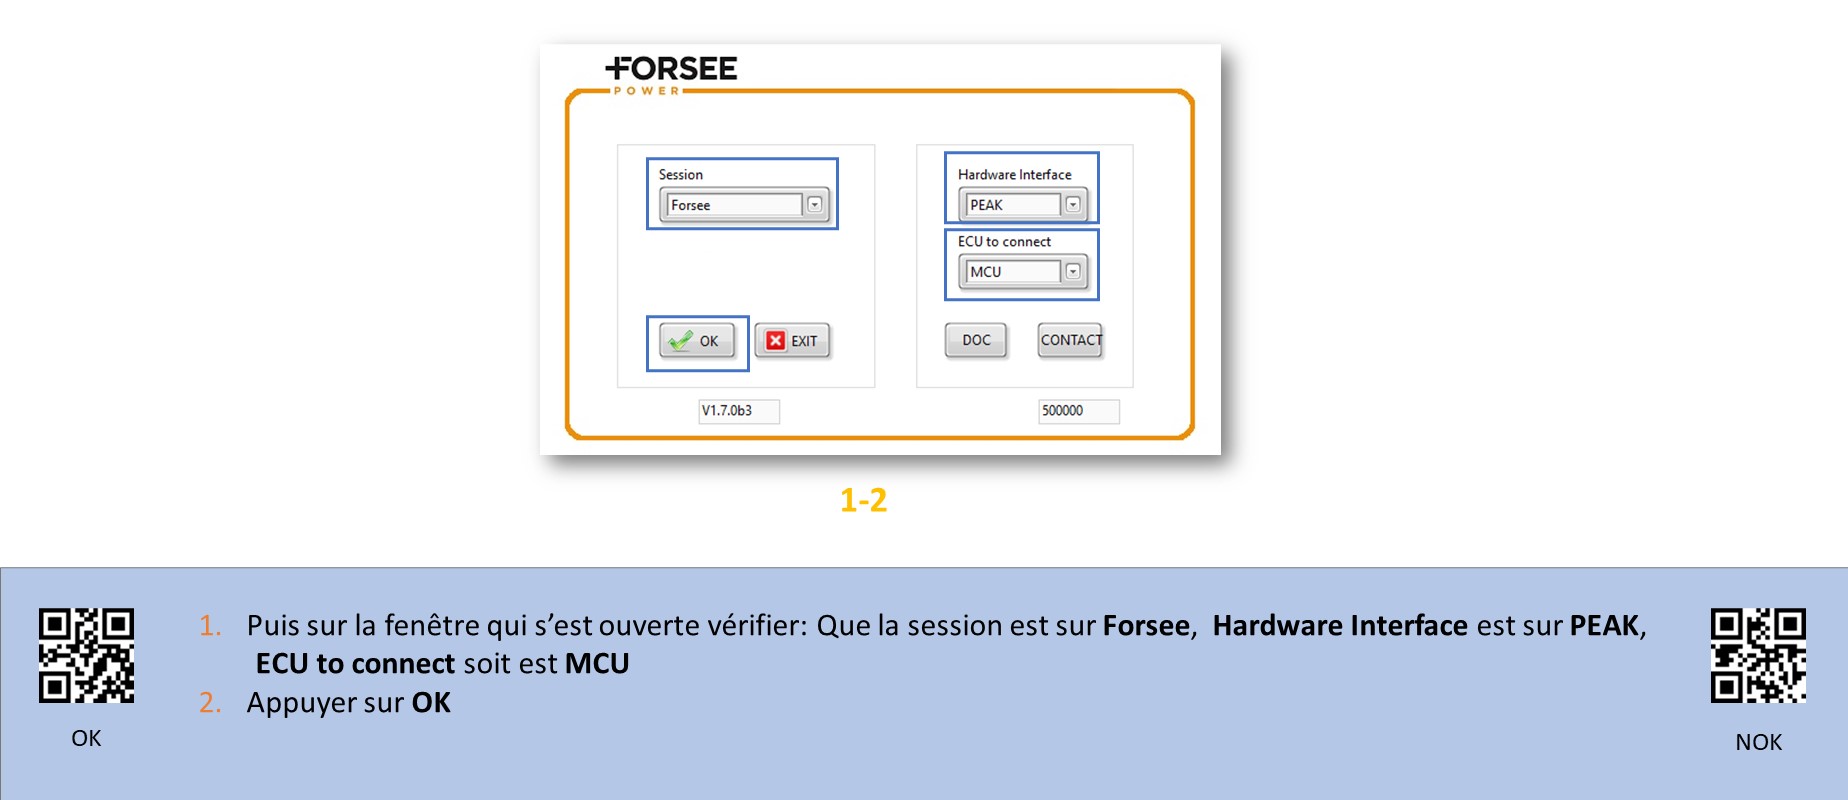 FORSEE
POWER
Session
Forsee
Hardware Interface
PEAK
ECU to connect
MCU
OK
EXIT
DOC
CONTACT
V1.7.0b3
500000
1-2
1. Puis sur la fenêtre qui s’est ouverte vérifier: Que la session est sur Forsee, Hardware Interface est sur PEAK,
ECU to connect soit est MCU
2. Appuyer sur OK
OK
NOK